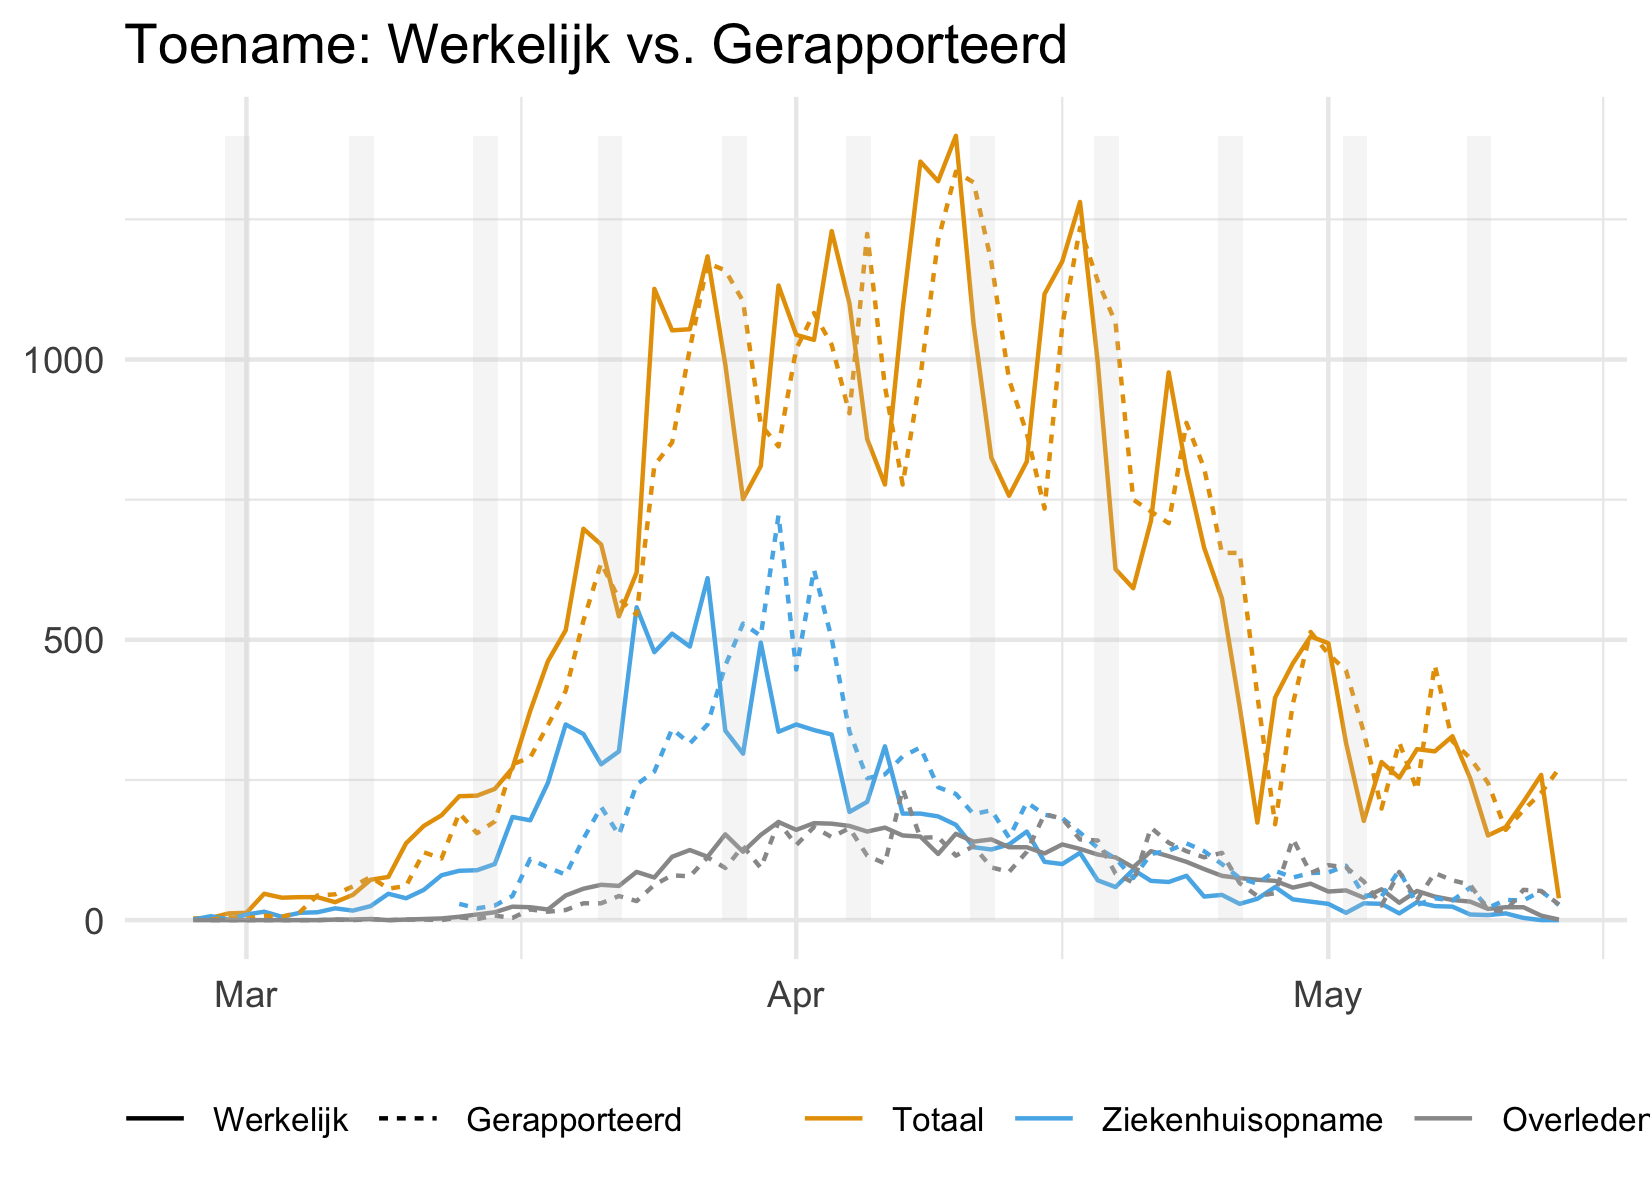 Toename: Werkelijk vs. Gerapporteerd
1000
500
0
Mar Apr May
Werkelijk Gerapporteerd Totaal Ziekenhuisopname Overleden